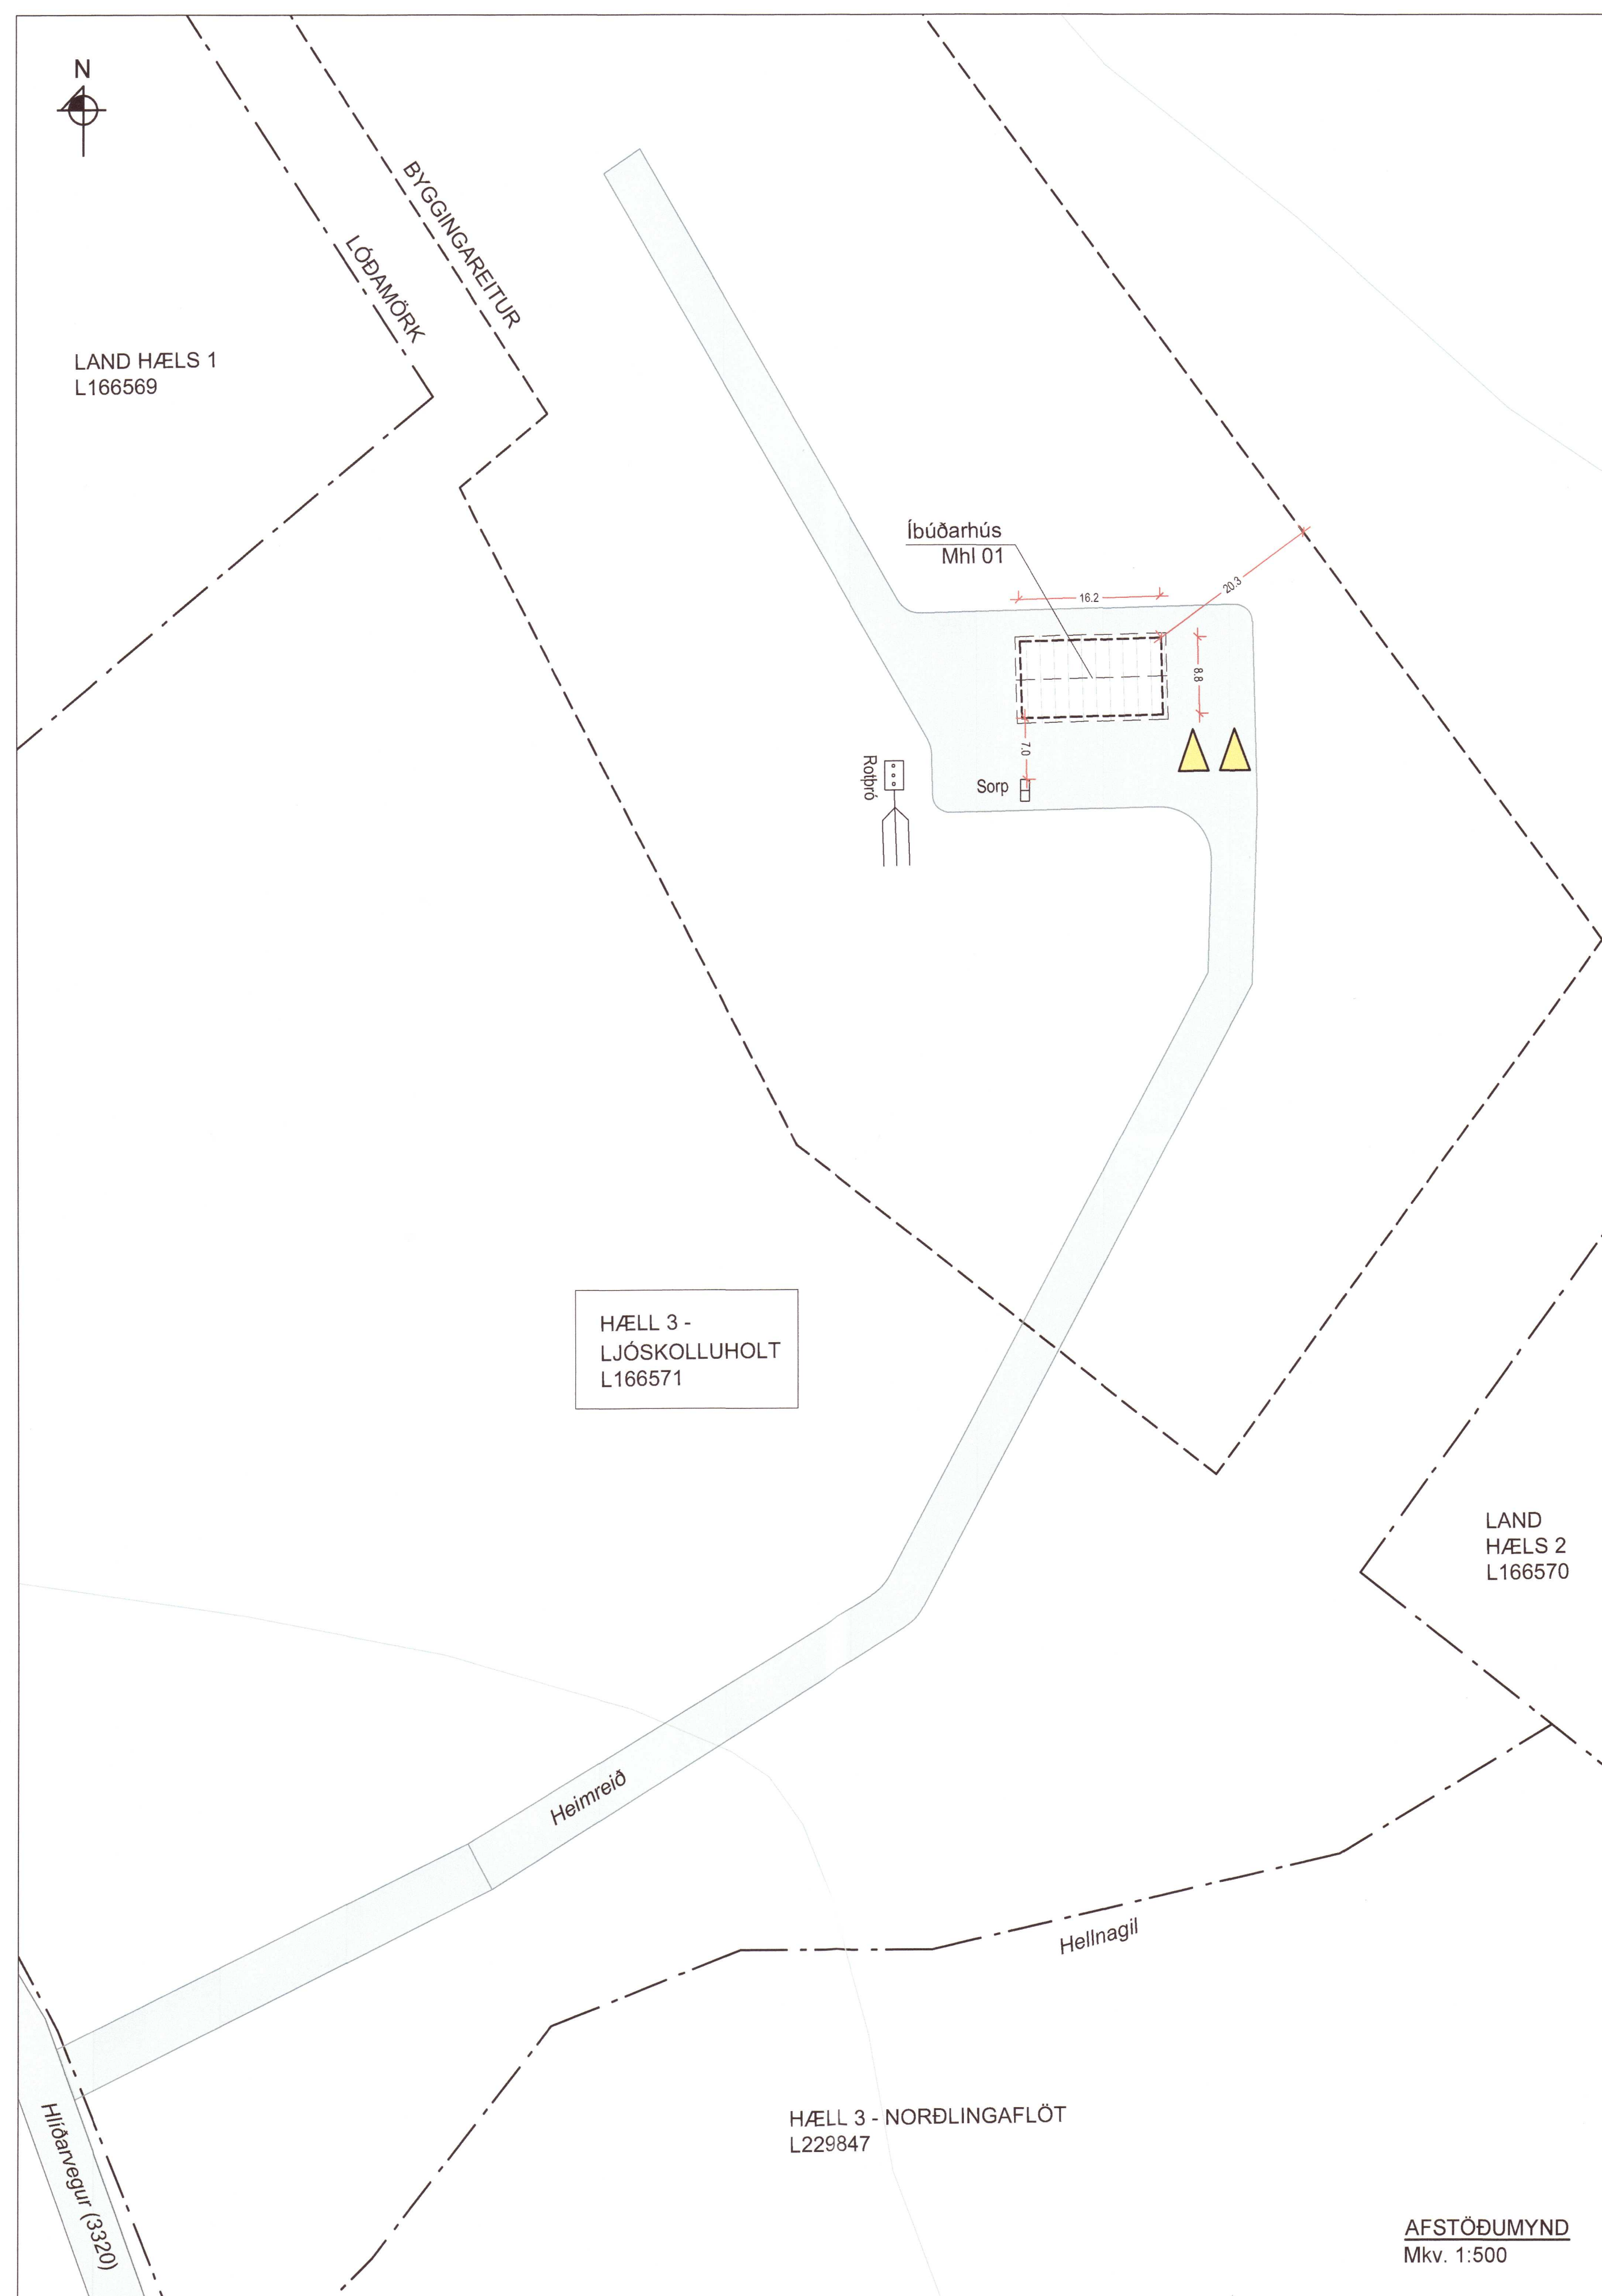 N
BYGGINGAREITUR
LÓÐAMÖRK
LAND HÆLS 1
L166569
Íbúðarhús
Mhl 01
20.3
16.2
8.8
7.0
Rotþró
Sorp
HÆLL 3 -
LJÓSKOLLUHOLT
L166571
LAND
HÆLS 2
L166570
Heimreið
Hellnagil
HÆLL 3 - NORÐLINGAFLÖT
L229847
Hlíðarvegur (3320)
AFSTÖÐUMYND
Mkv. 1:500